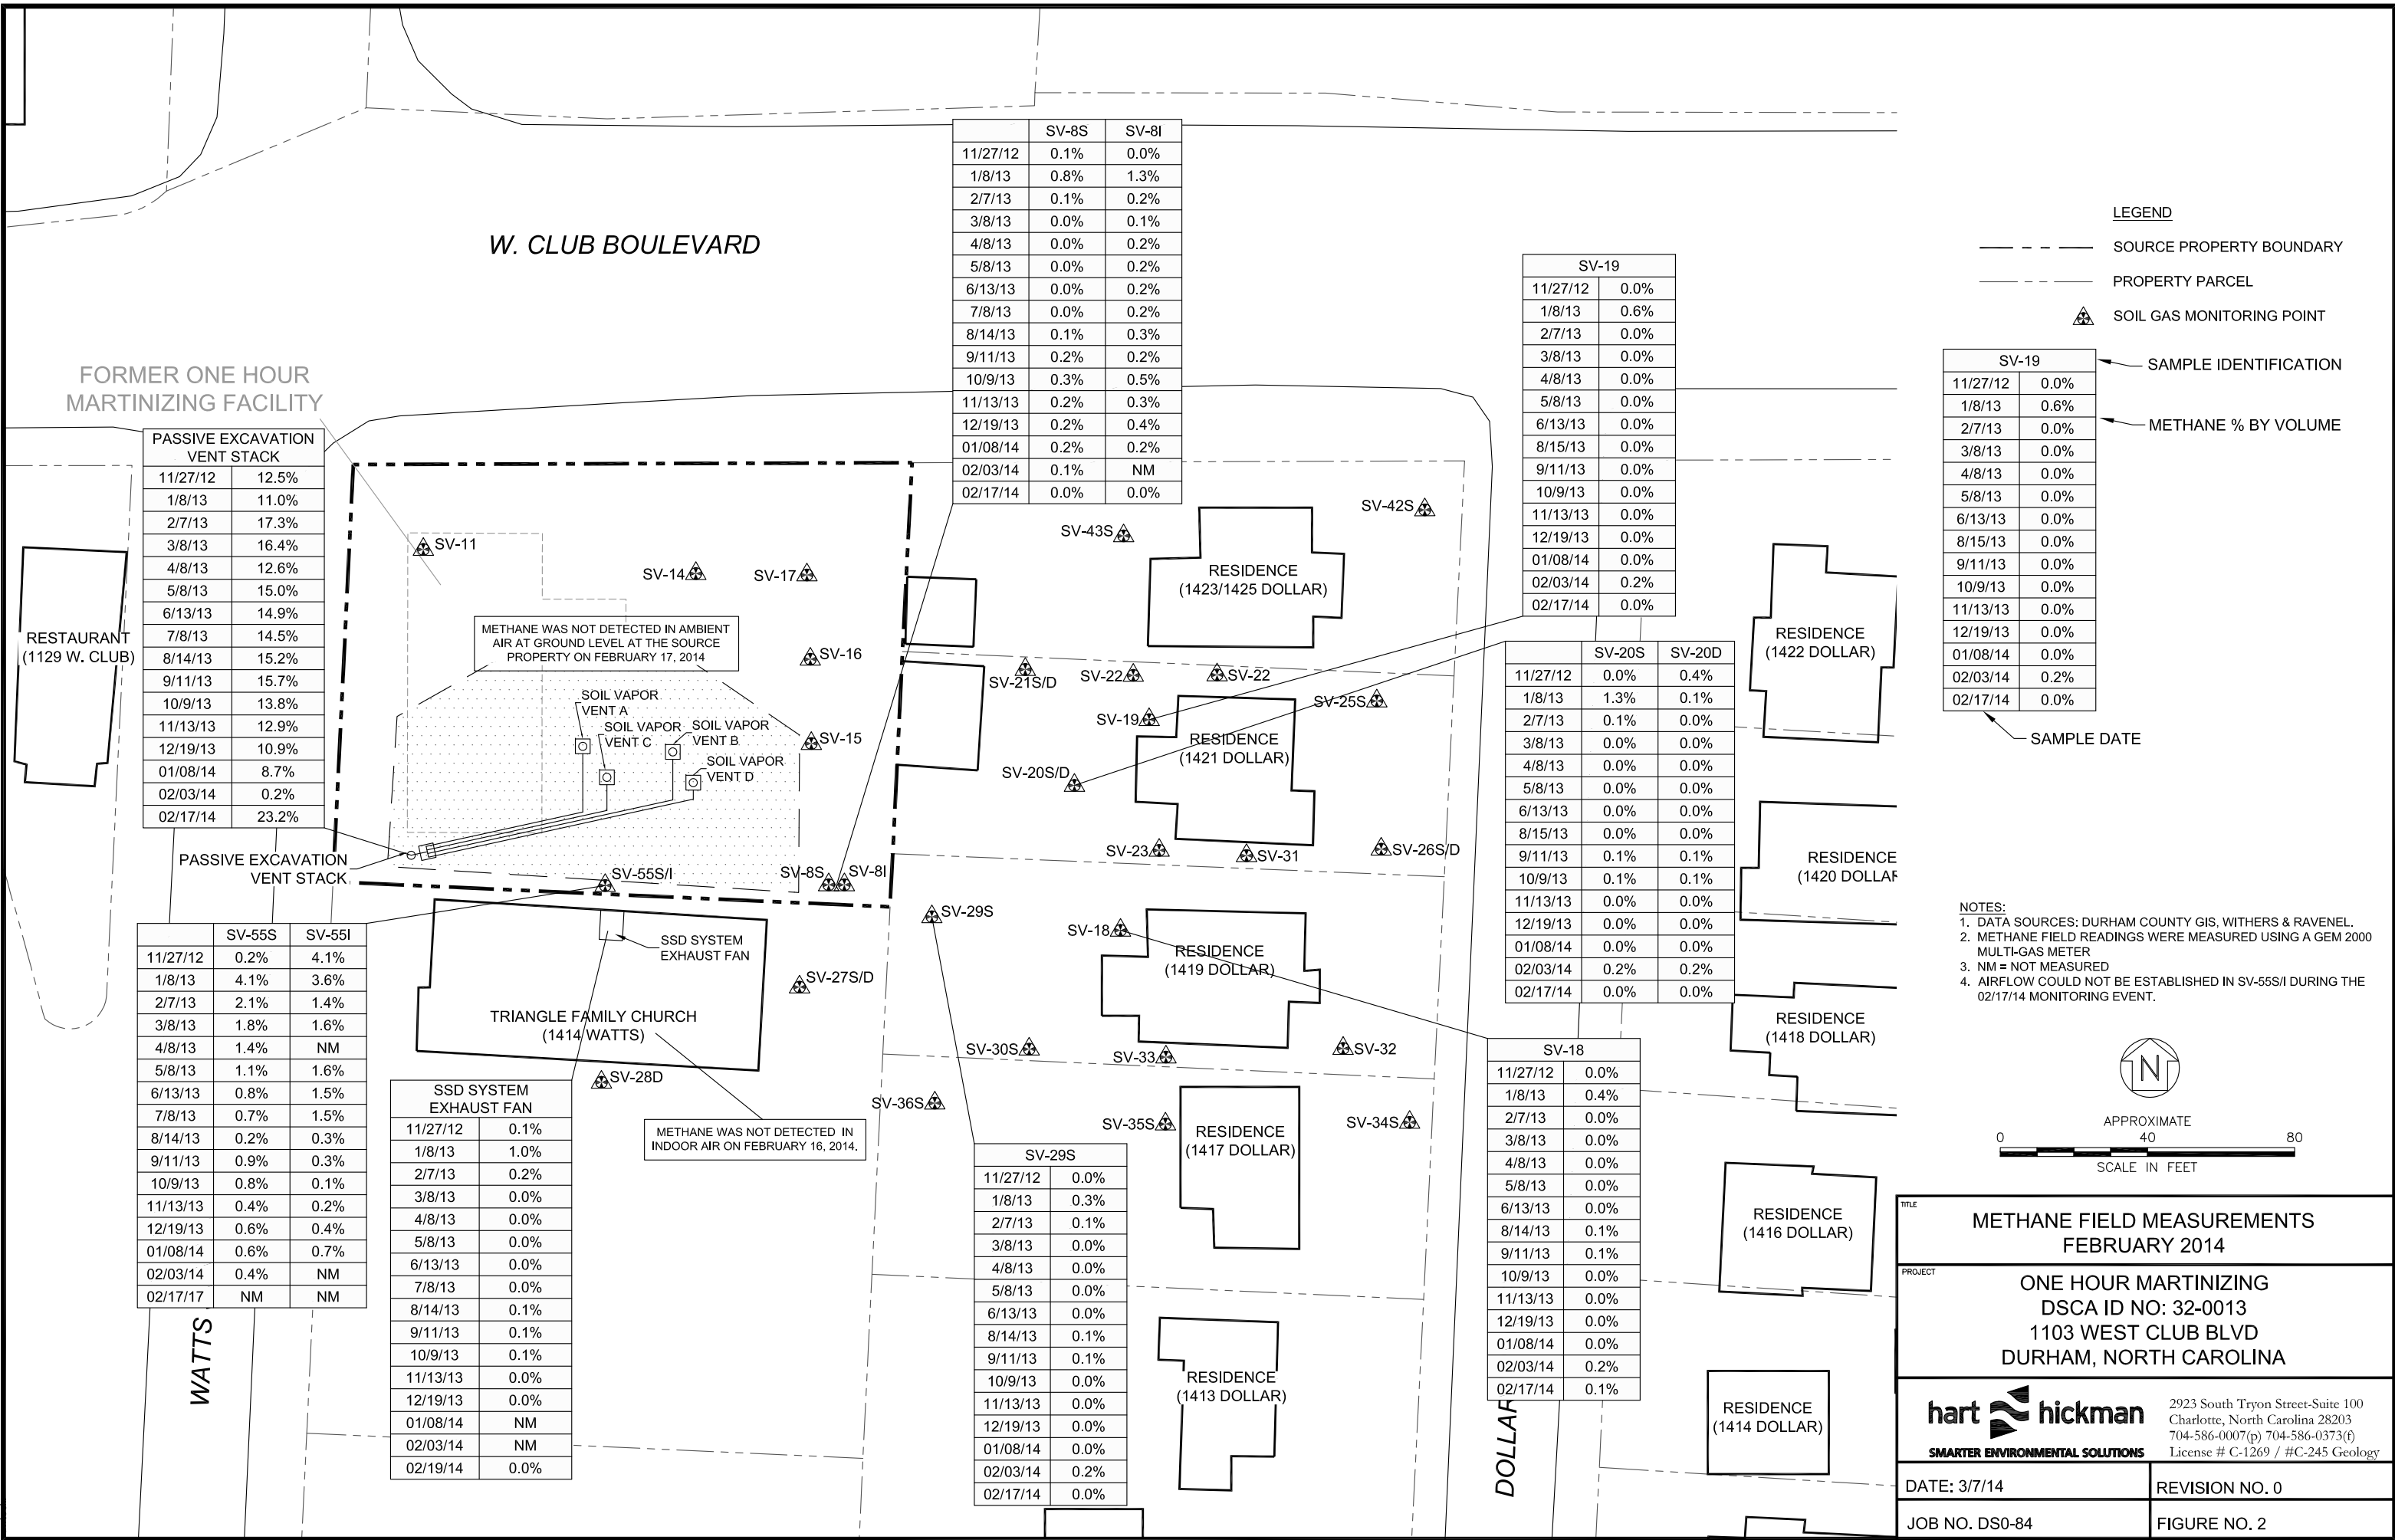 W. CLUB BOULEVARD
FORMER ONE HOUR
MARTINIZING FACILITY
PASSIVE EXCAVATION
VENT STACK
11/27/12 12.5%
1/8/13 11.0%
2/7/13 17.3%
3/8/13 16.4%
4/8/13 12.6%
5/8/13 15.0%
6/13/13 14.9%
7/8/13 14.5%
8/14/13 15.2%
9/11/13 15.7%
10/9/13 13.8%
11/13/13 12.9%
12/19/13 10.9%
01/08/14 8.7%
02/03/14 0.2%
02/17/14 23.2%
RESTAURANT
(1129 W. CLUB)
PASSIVE EXCAVATION
VENT STACK
SV-8S SV-8I
11/27/12 0.1% 0.0%
1/8/13 0.8% 1.3%
2/7/13 0.1% 0.2%
3/8/13 0.0% 0.1%
4/8/13 0.0% 0.2%
5/8/13 0.0% 0.2%
6/13/13 0.0% 0.2%
7/8/13 0.0% 0.2%
8/14/13 0.1% 0.3%
9/11/13 0.2% 0.2%
10/9/13 0.3% 0.5%
11/13/13 0.2% 0.3%
12/19/13 0.2% 0.4%
01/08/14 0.2% 0.2%
02/03/14 0.1% NM
02/17/14 0.0% 0.0%
SV-11
SV-14
SV-17
METHANE WAS NOT DETECTED IN AMBIENT
AIR AT GROUND LEVEL AT THE SOURCE
PROPERTY ON FEBRUARY 17, 2014
SV-16
SOIL VAPOR
VENT A
SOIL VAPOR
VENT C
SOIL VAPOR
VENT B
SOIL VAPOR
VENT D
SV-15
SV-55S/I
SV-8S
SV-8I
SV-43S
SV-42S
RESIDENCE
(1423/1425 DOLLAR)
SV-21S/D
SV-22
SV-22
SV-25S
SV-19
RESIDENCE
(1421 DOLLAR)
SV-20S/D
SV-23
SV-31
SV-26S/D
SV-19
11/27/12 0.0%
1/8/13 0.6%
2/7/13 0.0%
3/8/13 0.0%
4/8/13 0.0%
5/8/13 0.0%
6/13/13 0.0%
8/15/13 0.0%
9/11/13 0.0%
10/9/13 0.0%
11/13/13 0.0%
12/19/13 0.0%
01/08/14 0.0%
02/03/14 0.2%
02/17/14 0.0%
SV-20S SV-20D
11/27/12 0.0% 0.4%
1/8/13 1.3% 0.1%
2/7/13 0.1% 0.0%
3/8/13 0.0% 0.0%
4/8/13 0.0% 0.0%
5/8/13 0.0% 0.0%
6/13/13 0.0% 0.0%
8/15/13 0.0% 0.0%
9/11/13 0.1% 0.1%
10/9/13 0.1% 0.1%
11/13/13 0.0% 0.0%
12/19/13 0.0% 0.0%
01/08/14 0.0% 0.0%
02/03/14 0.2% 0.2%
02/17/14 0.0% 0.0%
RESIDENCE
(1422 DOLLAR)
RESIDENCE
(1420 DOLLAR
RESIDENCE
(1418 DOLLAR)
RESIDENCE
(1416 DOLLAR)
RESIDENCE
(1414 DOLLAR)
SV-55S SV-55I
11/27/12 0.2% 4.1%
1/8/13 4.1% 3.6%
2/7/13 2.1% 1.4%
3/8/13 1.8% 1.6%
4/8/13 1.4% NM
5/8/13 1.1% 1.6%
6/13/13 0.8% 1.5%
7/8/13 0.7% 1.5%
8/14/13 0.2% 0.3%
9/11/13 0.9% 0.3%
10/9/13 0.8% 0.1%
11/13/13 0.4% 0.2%
12/19/13 0.6% 0.4%
01/08/14 0.6% 0.7%
02/03/14 0.4% NM
02/17/17 NM NM
WATTS
SSD SYSTEM
EXHAUST FAN
TRIANGLE FAMILY CHURCH
(1414 WATTS)
SV-27S/D
SV-28D
METHANE WAS NOT DETECTED IN
INDOOR AIR ON FEBRUARY 16, 2014.
SSD SYSTEM
EXHAUST FAN
11/27/12 0.1%
1/8/13 1.0%
2/7/13 0.2%
3/8/13 0.0%
4/8/13 0.0%
5/8/13 0.0%
6/13/13 0.0%
7/8/13 0.0%
8/14/13 0.1%
9/11/13 0.1%
10/9/13 0.1%
11/13/13 0.0%
12/19/13 0.0%
01/08/14 NM
02/03/14 NM
02/19/14 0.0%
SV-29S
SV-18
RESIDENCE
(1419 DOLLAR)
SV-30S
SV-33
SV-32
SV-36S
SV-35S
SV-34S
RESIDENCE
(1417 DOLLAR)
RESIDENCE
(1413 DOLLAR)
SV-29S
11/27/12 0.0%
1/8/13 0.3%
2/7/13 0.1%
3/8/13 0.0%
4/8/13 0.0%
5/8/13 0.0%
6/13/13 0.0%
8/14/13 0.1%
9/11/13 0.1%
10/9/13 0.0%
11/13/13 0.0%
12/19/13 0.0%
01/08/14 0.0%
02/03/14 0.2%
02/17/14 0.0%
SV-18
11/27/12 0.0%
1/8/13 0.4%
2/7/13 0.0%
3/8/13 0.0%
4/8/13 0.0%
5/8/13 0.0%
6/13/13 0.0%
8/14/13 0.1%
9/11/13 0.1%
10/9/13 0.0%
11/13/13 0.0%
12/19/13 0.0%
01/08/14 0.0%
02/03/14 0.2%
02/17/14 0.1%
DOLLAR
LEGEND
SOURCE PROPERTY BOUNDARY
PROPERTY PARCEL
SOIL GAS MONITORING POINT
SV-19
11/27/12 0.0%
1/8/13 0.6%
2/7/13 0.0%
3/8/13 0.0%
4/8/13 0.0%
5/8/13 0.0%
6/13/13 0.0%
8/15/13 0.0%
9/11/13 0.0%
10/9/13 0.0%
11/13/13 0.0%
12/19/13 0.0%
01/08/14 0.0%
02/03/14 0.2%
02/17/14 0.0%
SAMPLE IDENTIFICATION
METHANE % BY VOLUME
SAMPLE DATE
NOTES:
1. DATA SOURCES: DURHAM COUNTY GIS, WITHERS & RAVENEL.
2. METHANE FIELD READINGS WERE MEASURED USING A GEM 2000
MULTI-GAS METER
3. NM = NOT MEASURED
4. AIRFLOW COULD NOT BE ESTABLISHED IN SV-55S/I DURING THE
02/17/14 MONITORING EVENT.
N
APPROXIMATE
0 40 80
SCALE IN FEET
TITLE
METHANE FIELD MEASUREMENTS
FEBRUARY 2014
PROJECT
ONE HOUR MARTINIZING
DSCA ID NO: 32-0013
1103 WEST CLUB BLVD
DURHAM, NORTH CAROLINA
hart hickman
SMARTER ENVIRONMENTAL SOLUTIONS
2923 South Tryon Street-Suite 100
Charlotte, North Carolina 28203
704-586-0007(p) 704-586-0373(f)
License # C-1269 / #C-245 Geology
DATE: 3/7/14
REVISION NO. 0
JOB NO. DS0-84
FIGURE NO. 2